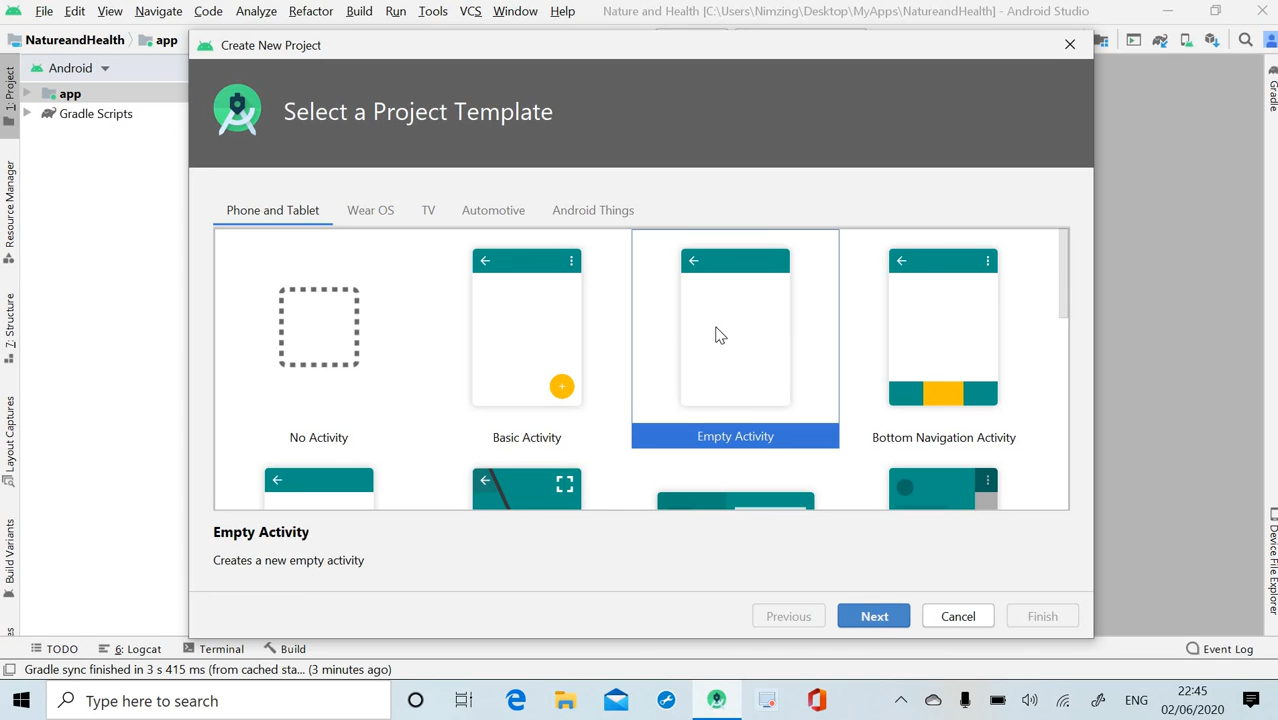 File Edit View Navigate Code Analyze Refactor Build Run Tools VCS Window Help Nature and Health [C:\Users\Nimzing\Desktop\MyApps\NatureandHealth] - Android Studio
NatureandHealth app
Create New Project
Android
app
Gradle Scripts
Select a Project Template
Phone and Tablet Wear OS TV Automotive Android Things
No Activity Basic Activity Empty Activity Bottom Navigation Activity
Empty Activity
Creates a new empty activity
Previous Next Cancel Finish
1: Project
Resource Manager
7: Structure
Layout Captures
Build Variants
Gradle
Device File Explorer
TODO 6: Logcat Terminal Build Event Log
Gradle sync finished in 3 s 415 ms (from cached sta... (3 minutes ago)
Type here to search ENG 22:45
02/06/2020